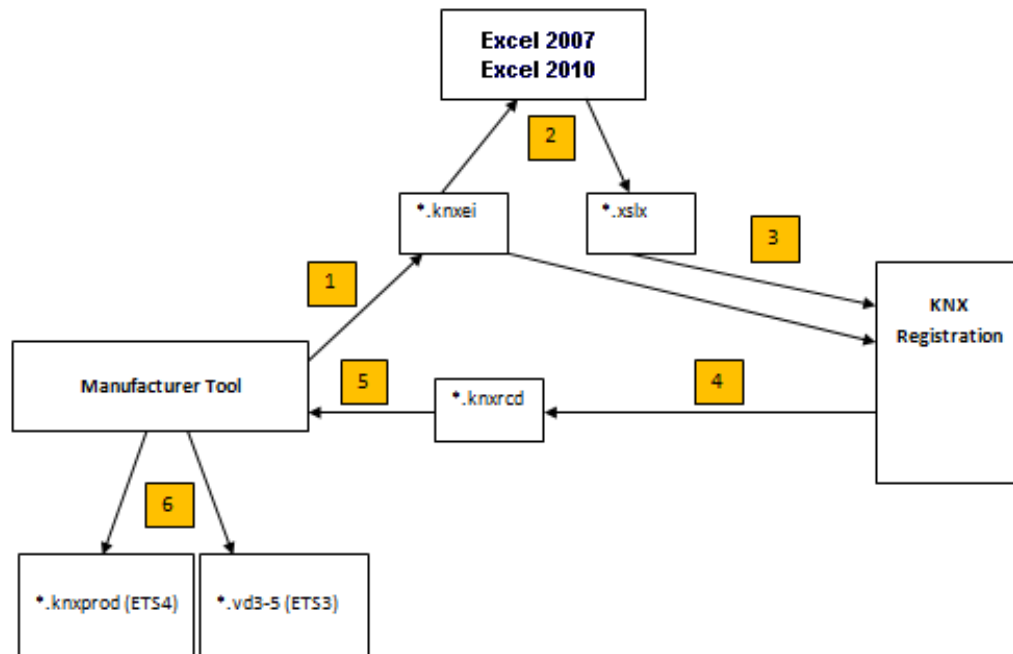 Excel 2007
Excel 2010
2
*.knxei
*.xslx
3
1
KNX
Registration
Manufacturer Tool
5
*.knxrcd
4
6
*.knxprod (ETS4)
*.vd3-5 (ETS3)